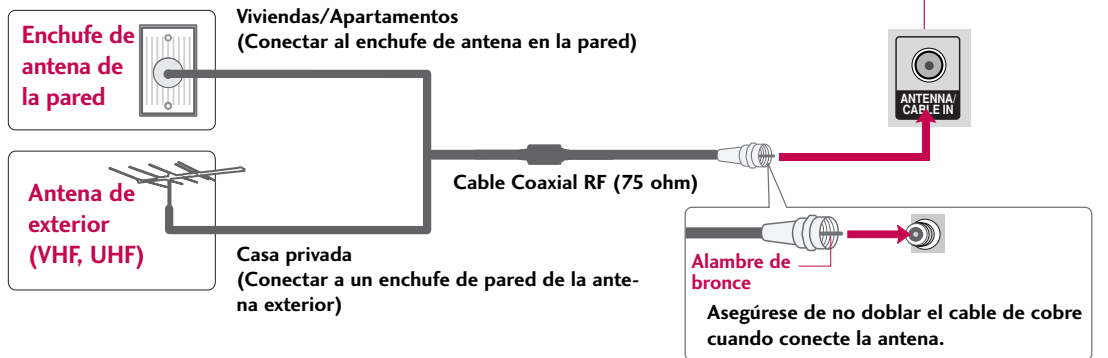 Enchufe de
antena de
la pared
Viviendas/Apartamentos
(Conectar al enchufe de antena en la pared)
ANTENNA/
CABLE IN
Antena de
exterior
(VHF, UHF)
Cable Coaxial RF (75 ohm)
Casa privada
(Conectar a un enchufe de pared de la ante-
na exterior)
Alambre de
bronce
Asegúrese de no doblar el cable de cobre
cuando conecte la antena.